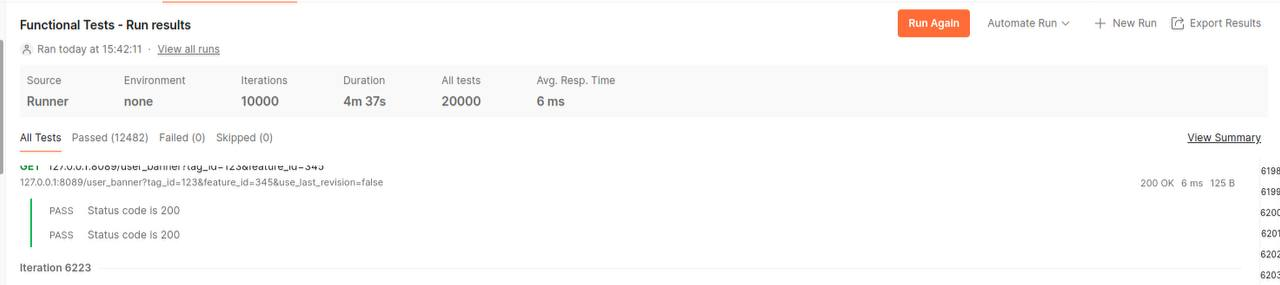 Functional Tests - Run results
Run Again
Automate Run
New Run
Export Results
Ran today at 15:42:11 · View all runs
Source Environment Iterations Duration All tests Avg. Resp. Time
Runner none 10000 4m 37s 20000 6 ms
All Tests Passed (12482) Failed (0) Skipped (0)
View Summary
GET 127.0.0.1:8089/user_banner?tag_id=123&feature_id=345
127.0.0.1:8089/user_banner?tag_id=123&feature_id=345&use_last_revision=false
200 OK 6 ms 125 B
PASS Status code is 200
PASS Status code is 200
Iteration 6223
6198
6199
6200
6201
6202
6203